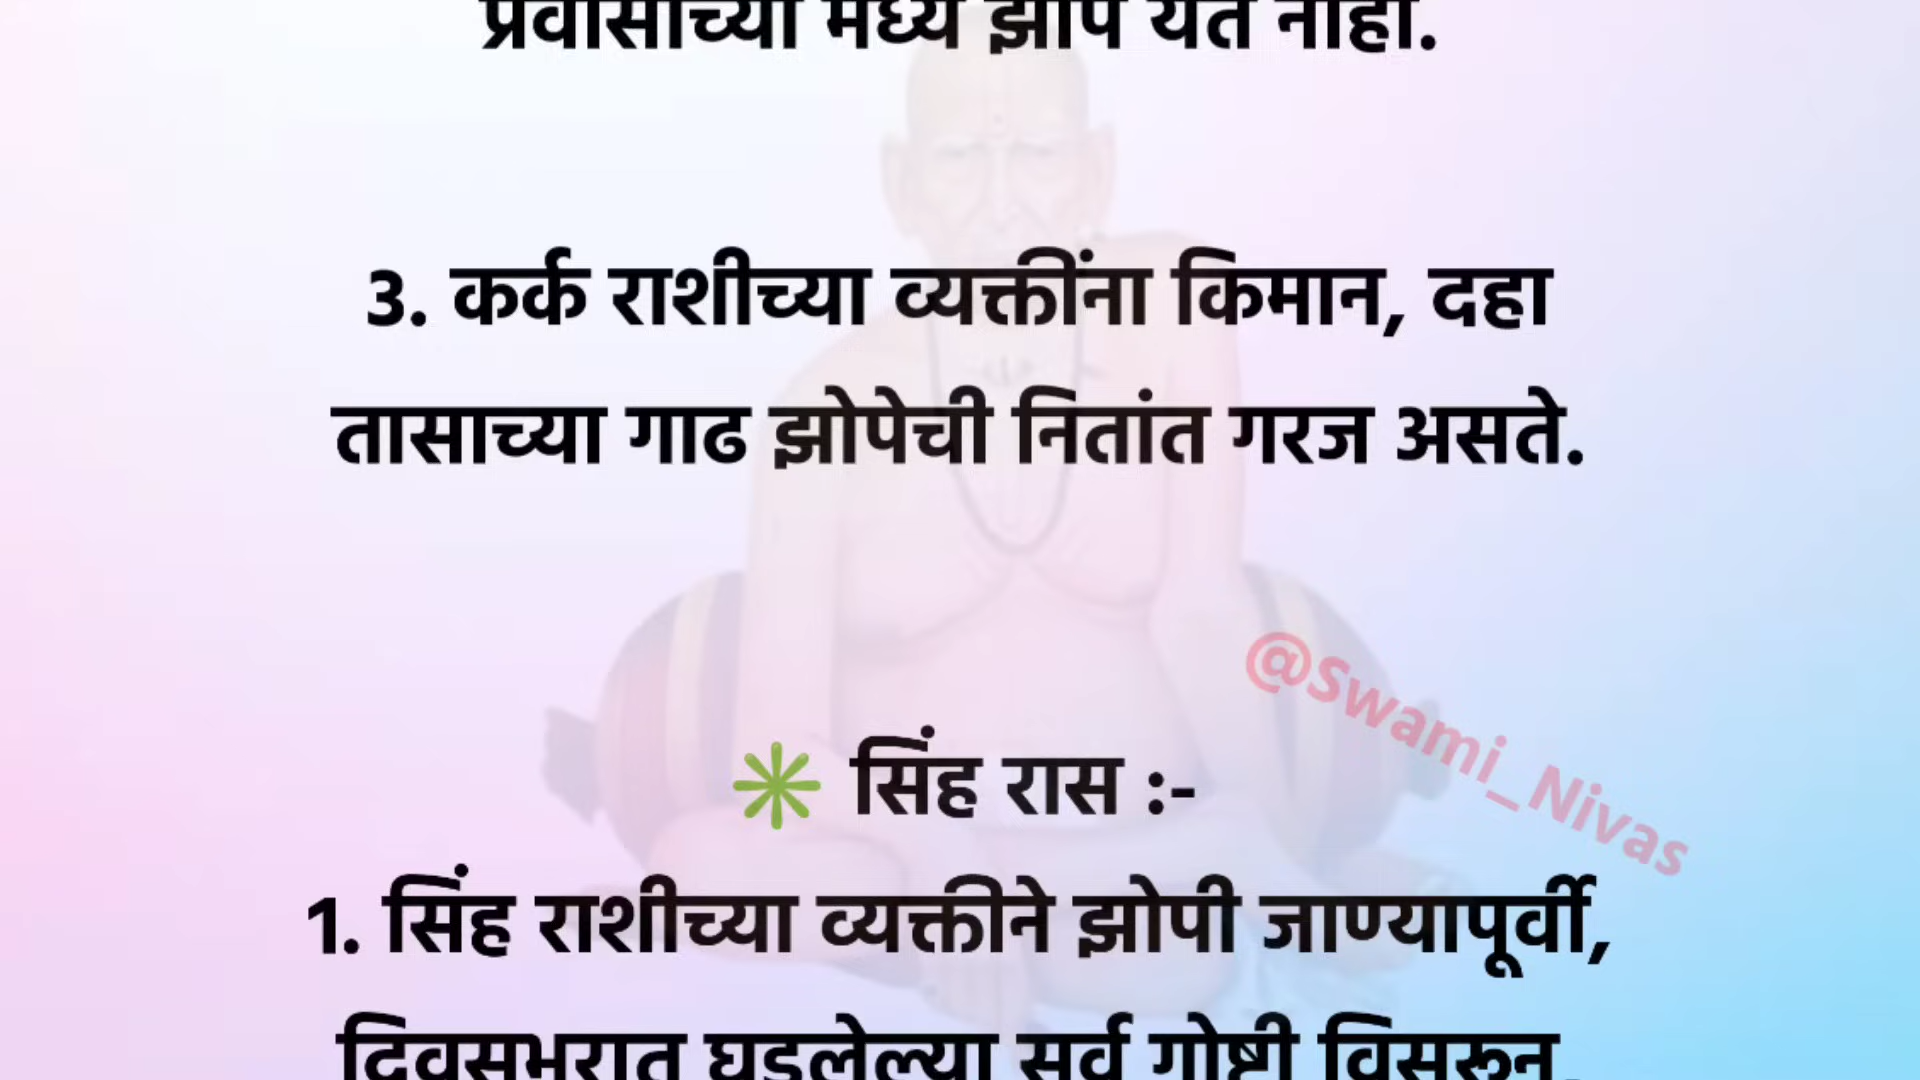 प्रवासाच्या मध्ये झोप येत नाही.
3. कर्क राशीच्या व्यक्तींना किमान, दहा
तासाच्या गाढ झोपेची नितांत गरज असते.
@Swami_Nivas
✳ सिंह रास :-
1. सिंह राशीच्या व्यक्तीने झोपी जाण्यापूर्वी,
दिवसभरात घडलेल्या सर्व गोष्टी विसरून,